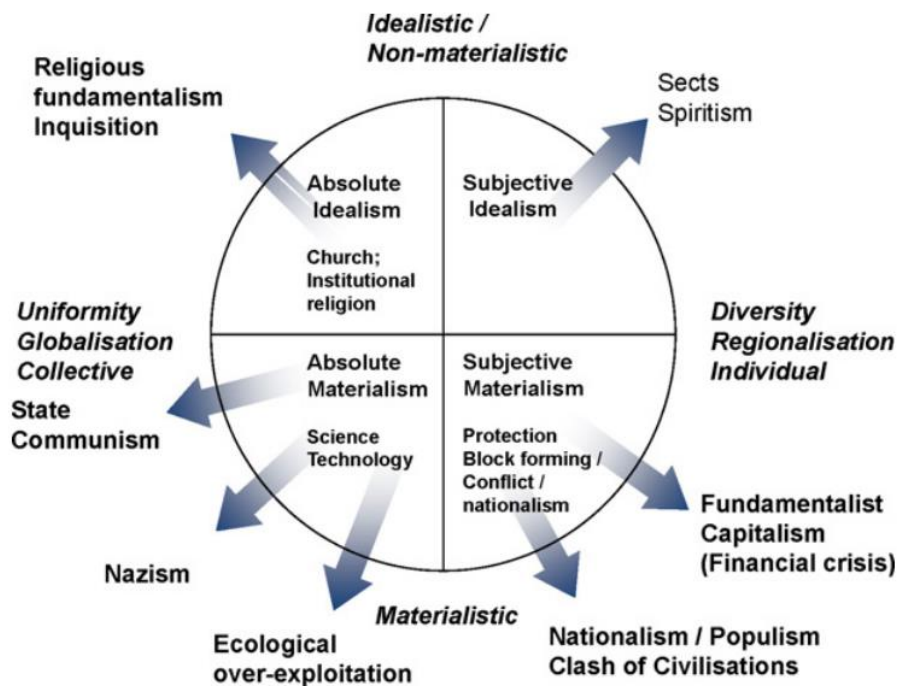 Idealistic /
Non-materialistic
Religious
fundamentalism
Inquisition
Sects
Spiritism
Absolute
Idealism
Church;
Institutional
religion
Subjective
Idealism
Uniformity
Globalisation
Collective
Diversity
Regionalisation
Individual
Absolute
Materialism
Science
Technology
Subjective
Materialism
Protection
Block forming /
Conflict /
nationalism
State
Communism
Nazism
Ecological
over-exploitation
Materialistic
Fundamentalist
Capitalism
(Financial crisis)
Nationalism / Populism
Clash of Civilisations